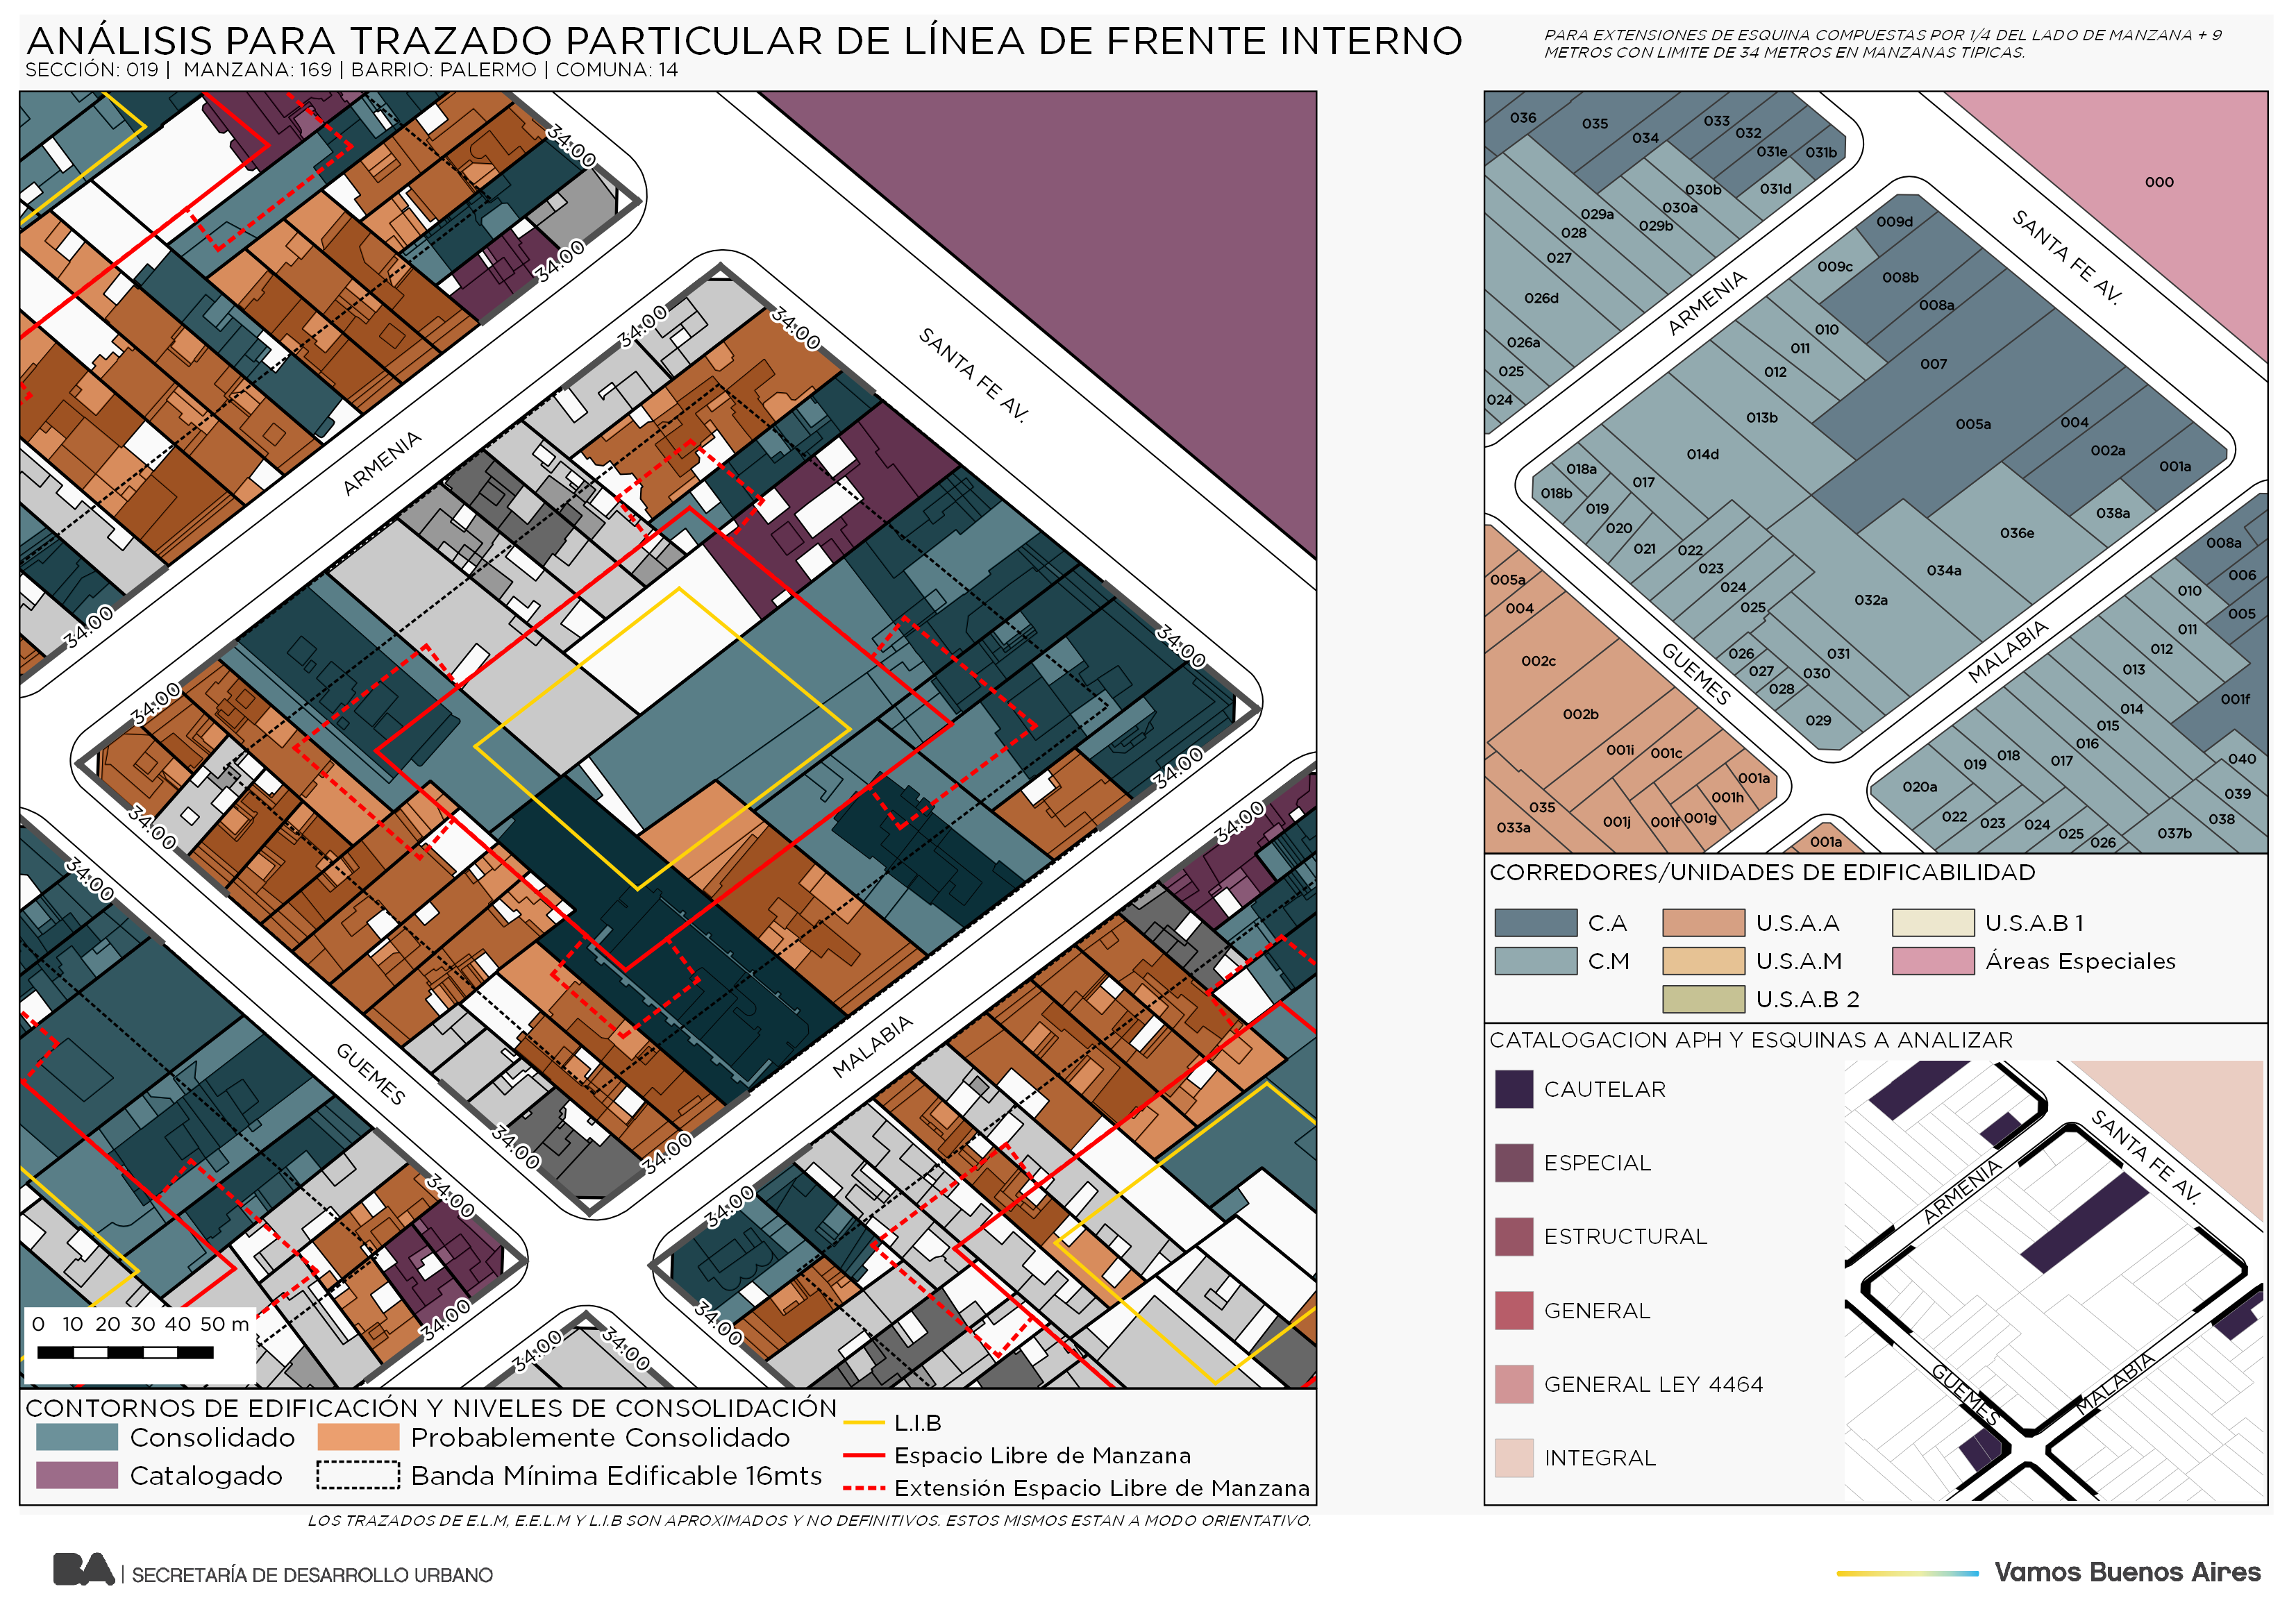 ANÁLISIS PARA TRAZADO PARTICULAR DE LÍNEA DE FRENTE INTERNO
SECCIÓN: 019 | MANZANA: 169 | BARRIO: PALERMO | COMUNA: 14
PARA EXTENSIONES DE ESQUINA COMPUESTAS POR 1/4 DEL LADO DE MANZANA + 9
METROS CON LIMITE DE 34 METROS EN MANZANAS TIPICAS.
34.00
34.00
34.00
34.00
SANTA FE AV.
ARMENIA
34.00
34.00
34.00
34.00
34.00
34.00
34.00
GUEMES
MALABIA
34.00
34.00
34.00
34.00
34.00
34.00
34.00
34.00
0 10 20 30 40 50 m
CONTORNOS DE EDIFICACIÓN Y NIVELES DE CONSOLIDACIÓN
Consolidado
Probablemente Consolidado
Catalogado
Banda Mínima Edificable 16mts
L.I.B
Espacio Libre de Manzana
Extensión Espacio Libre de Manzana
LOS TRAZADOS DE E.L.M, E.E.L.M Y L.I.B SON APROXIMADOS Y NO DEFINITIVOS. ESTOS MISMOS ESTAN A MODO ORIENTATIVO.
036
035
034
033
032
031e
031b
000
030b
031d
029a
030a
029b
028
027
026d
026a
025
024
009d
009c
008b
008a
SANTA FE AV.
ARMENIA
010
011
012
007
013b
005a
004
002a
001a
014d
018a
018b
017
019
020
021
022
023
024
025
038a
036e
034a
032a
026
027
028
031
030
029
GUEMES
MALABIA
005a
004
002c
002b
001i
001c
001a
001h
001g
001f
001j
035
033a
001a
008a
006
005
010
011
012
013
001f
014
015
016
017
018
019
020a
040
039
038
037b
022
023
024
025
026
CORREDORES/UNIDADES DE EDIFICABILIDAD
C.A
U.S.A.A
U.S.A.B 1
C.M
U.S.A.M
Áreas Especiales
U.S.A.B 2
CATALOGACION APH Y ESQUINAS A ANALIZAR
CAUTELAR
ESPECIAL
ESTRUCTURAL
GENERAL
GENERAL LEY 4464
INTEGRAL
SANTA FE AV.
ARMENIA
GUEMES
MALABIA
BA | SECRETARÍA DE DESARROLLO URBANO
Vamos Buenos Aires